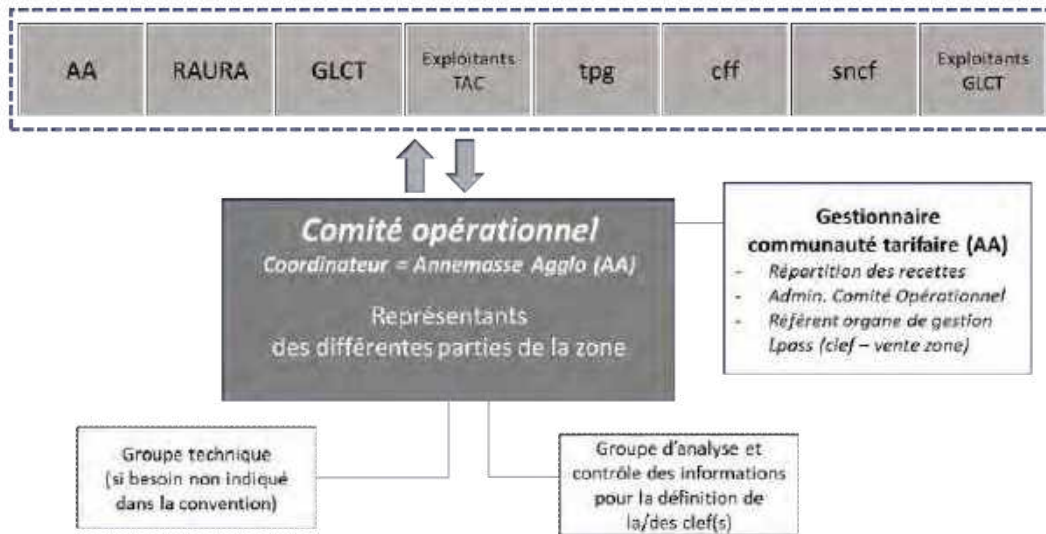 AA
RAURA
GLCT
Exploitants
TAC
tpg
cff
sncf
Exploitants
GLCT
Comité opérationnel
Coordinateur = Annemasse Agglo (AA)
Représentants
des différentes parties de la zone
Gestionnaire
communauté tarifaire (AA)
- Répartition des recettes
- Admin. Comité Opérationnel
- Référent organe de gestion
Lpass (clef – vente zone)
Groupe technique
(si besoin non indiqué
dans la convention)
Groupe d'analyse et
contrôle des informations
pour la définition de
la/des clef(s)